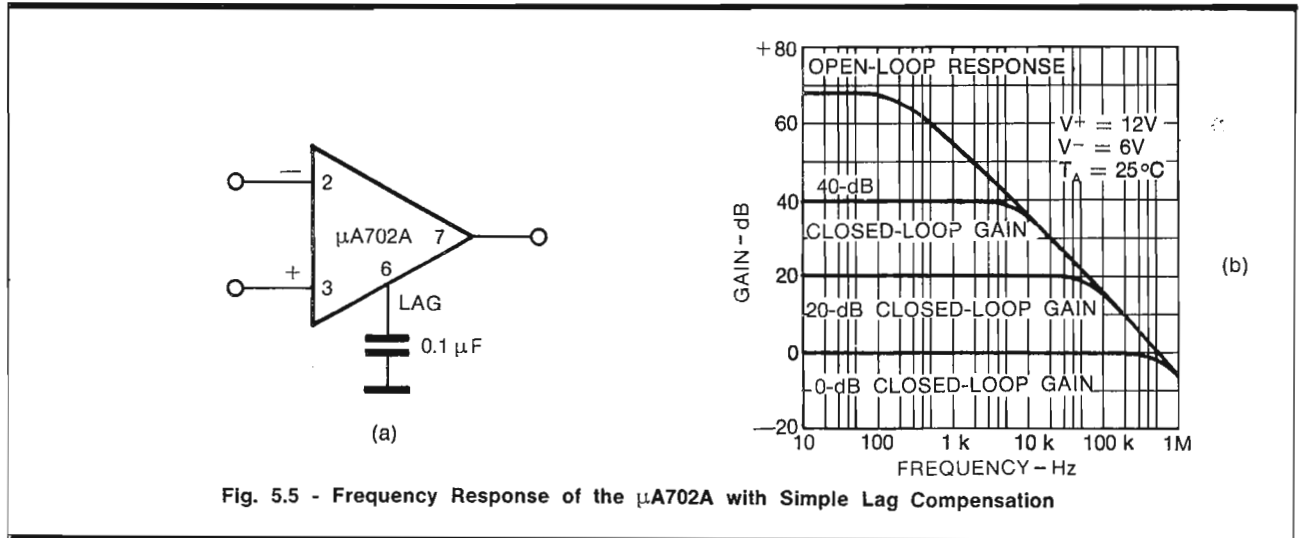 −
2
µA702A
7
6
+
3
LAG
0.1 µF
(a)
+80
OPEN-LOOP RESPONSE
V+ = 12V
60
V− = 6V
TA = 25°C
40-dB
40
CLOSED-LOOP GAIN
GAIN – dB
(b)
20
20-dB CLOSED-LOOP GAIN
0
0-dB CLOSED-LOOP GAIN
—20
10 100 1 k 10 k 100 k 1M
FREQUENCY – Hz
Fig. 5.5 - Frequency Response of the µA702A with Simple Lag Compensation